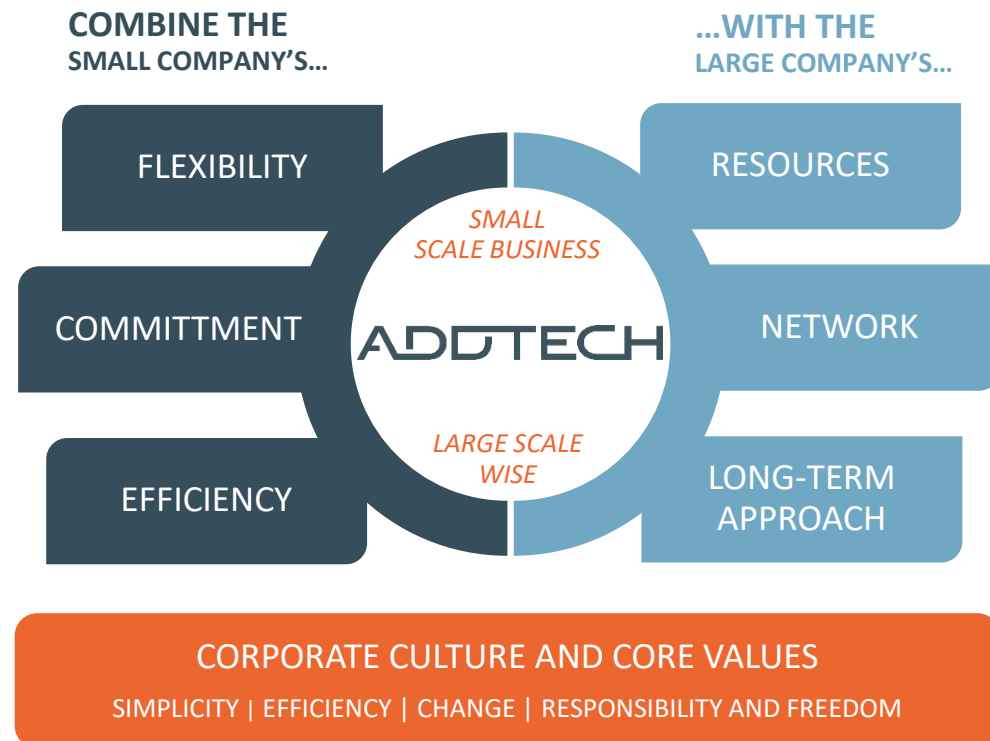 COMBINE THE
SMALL COMPANY'S…
…WITH THE
LARGE COMPANY'S…
FLEXIBILITY
COMMITTMENT
EFFICIENCY
SMALL
SCALE BUSINESS
ADDTECH
LARGE SCALE
WISE
RESOURCES
NETWORK
LONG-TERM
APPROACH
CORPORATE CULTURE AND CORE VALUES
SIMPLICITY | EFFICIENCY | CHANGE | RESPONSIBILITY AND FREEDOM